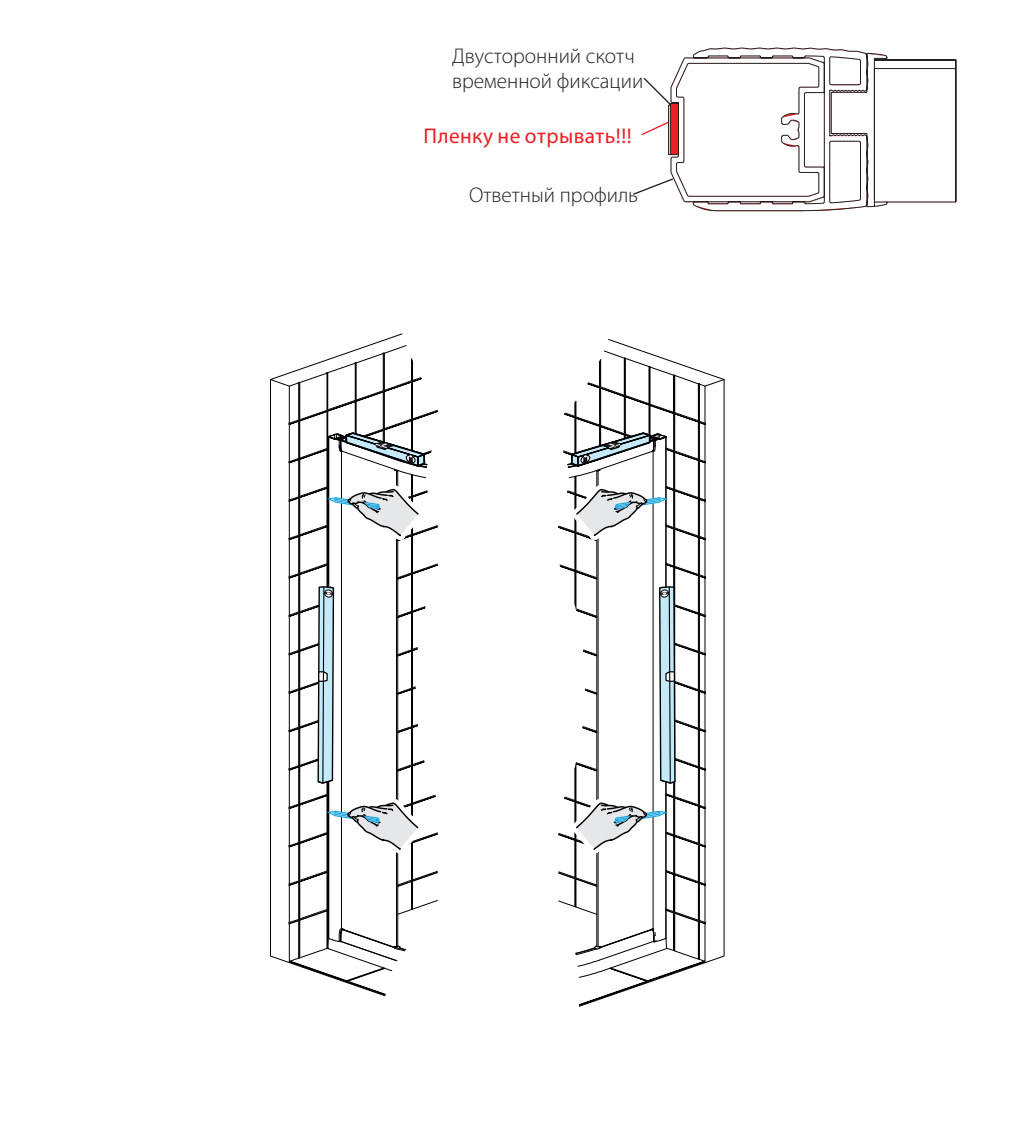 Двусторонний скотч
временной фиксации
Пленку не отрывать!!!
Ответный профиль